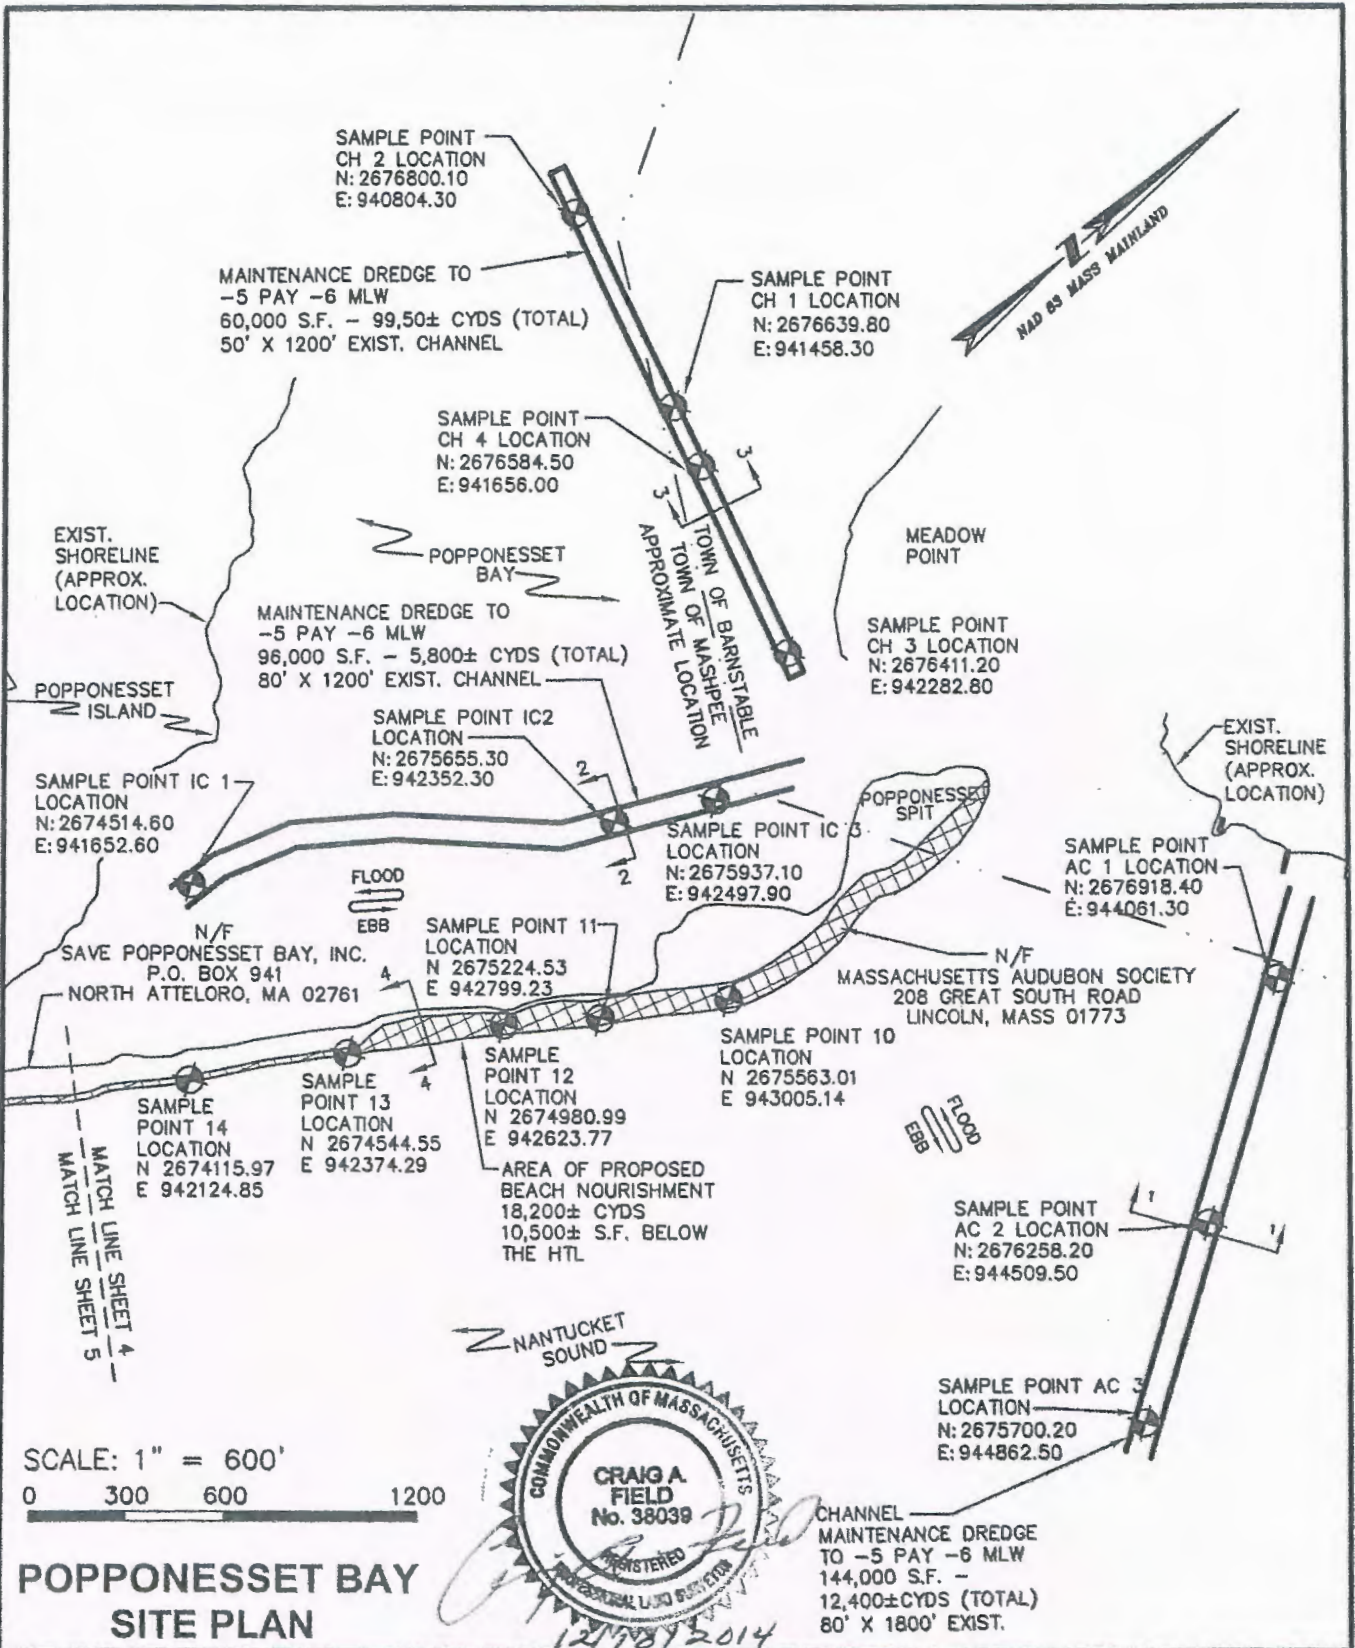 SAMPLE POINT
CH 2 LOCATION
N: 2676800.10
E: 940804.30
MAINTENANCE DREDGE TO
-5 PAY -6 MLW
60,000 S.F. - 99,50± CYDS (TOTAL)
50' X 1200' EXIST. CHANNEL
SAMPLE POINT
CH 1 LOCATION
N: 2676639.80
E: 941458.30
NAD 83 MASS MAINLAND
SAMPLE POINT
CH 4 LOCATION
N: 2676584.50
E: 941656.00
3
3
EXIST.
SHORELINE
(APPROX.
LOCATION)
POPPONESSET
BAY
MEADOW
POINT
TOWN OF BARNSTABLE
TOWN OF MASHPEE
APPROXIMATE LOCATION
MAINTENANCE DREDGE TO
-5 PAY -6 MLW
96,000 S.F. - 5,800± CYDS (TOTAL)
80' X 1200' EXIST. CHANNEL
SAMPLE POINT
CH 3 LOCATION
N: 2676411.20
E: 942282.80
POPPONESSET
ISLAND
SAMPLE POINT IC2
LOCATION
N: 2675655.30
E: 942352.30
2
2
EXIST.
SHORELINE
(APPROX.
LOCATION)
SAMPLE POINT IC 1
LOCATION
N: 2674514.60
E: 941652.60
POPPONESSET
SPIT
SAMPLE POINT IC 3
LOCATION
N: 2675937.10
E: 942497.90
SAMPLE POINT
AC 1 LOCATION
N: 2676918.40
E: 944061.30
FLOOD
EBB
N/F
SAVE POPPONESSET BAY, INC.
P.O. BOX 941
NORTH ATTELORO, MA 02761
SAMPLE POINT 11
LOCATION
N 2675224.53
E 942799.23
4
4
N/F
MASSACHUSETTS AUDUBON SOCIETY
208 GREAT SOUTH ROAD
LINCOLN, MASS 01773
SAMPLE POINT 10
LOCATION
N 2675563.01
E 943005.14
SAMPLE
POINT 12
LOCATION
N 2674980.99
E 942623.77
SAMPLE
POINT 13
LOCATION
N 2674544.55
E 942374.29
SAMPLE
POINT 14
LOCATION
N 2674115.97
E 942124.85
MATCH LINE SHEET 4
MATCH LINE SHEET 5
AREA OF PROPOSED
BEACH NOURISHMENT
18,200± CYDS
10,500± S.F. BELOW
THE HTL
FLOOD
EBB
SAMPLE POINT
AC 2 LOCATION
N: 2676258.20
E: 944509.50
1
1
NANTUCKET
SOUND
SAMPLE POINT AC 3
LOCATION
N: 2675700.20
E: 944862.50
COMMONWEALTH OF MASSACHUSETTS
CRAIG A.
FIELD
No. 38039
REGISTERED
PROFESSIONAL LAND SURVEYOR
CHANNEL
MAINTENANCE DREDGE
TO -5 PAY -6 MLW
144,000 S.F. -
12,400±CYDS (TOTAL)
80' X 1800' EXIST.
SCALE: 1" = 600'
0 300 600 1200
POPPONESSET BAY
SITE PLAN